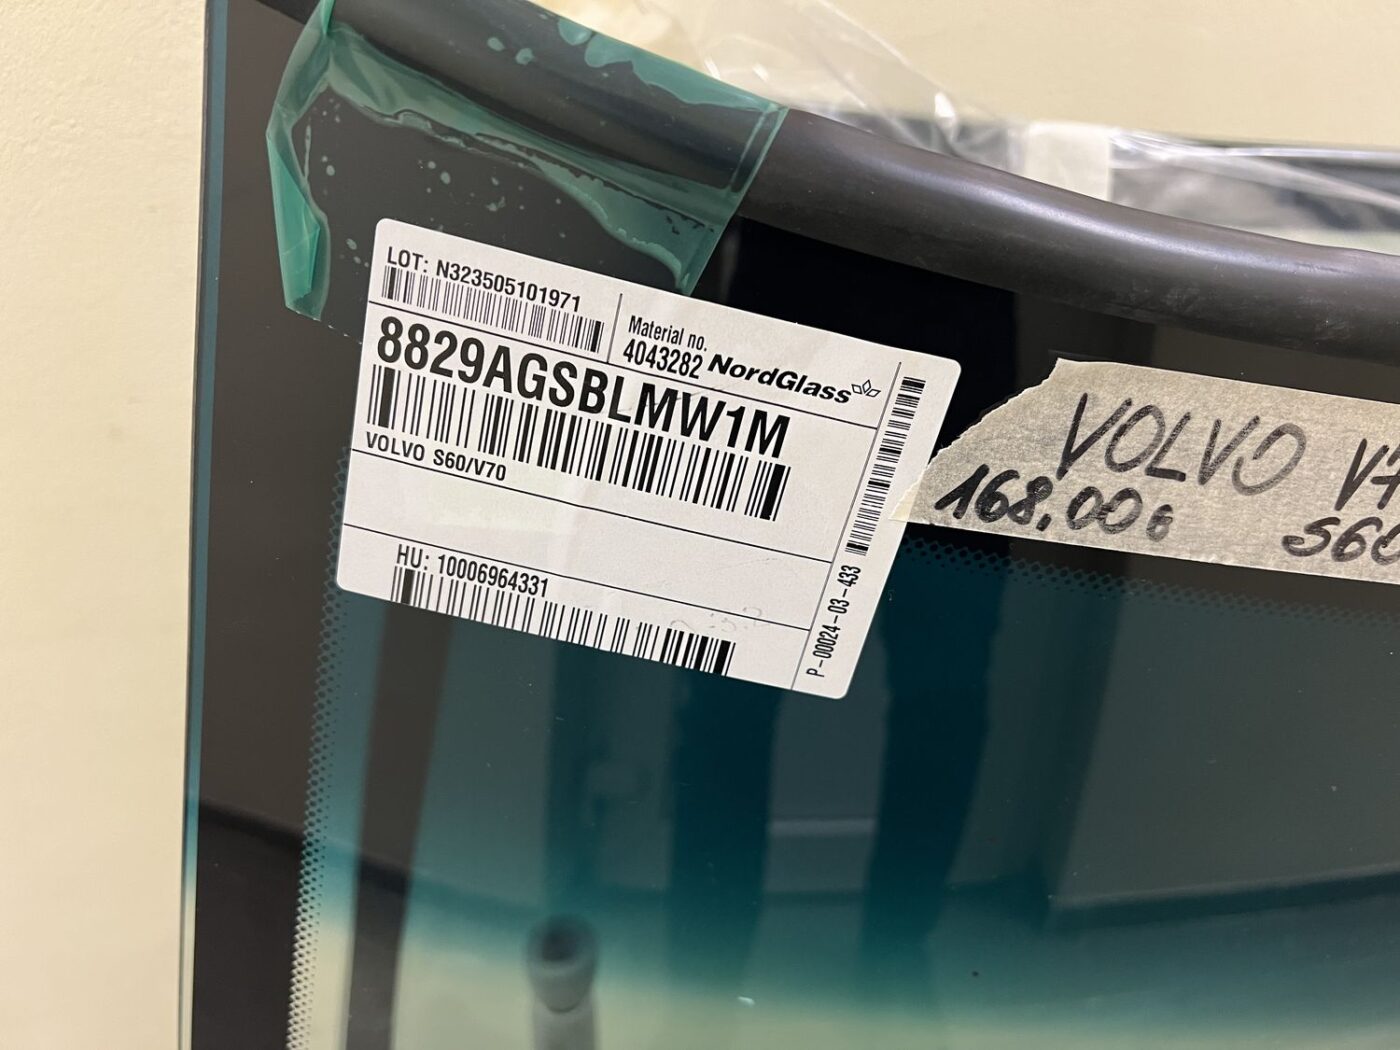 LOT: N323505101971
Material no.
4043282 NordGlass
8829AGSBLMW1M
VOLVO S60/V70
HU: 10006964331
P-00024-03-433
VOLVO
168,00€